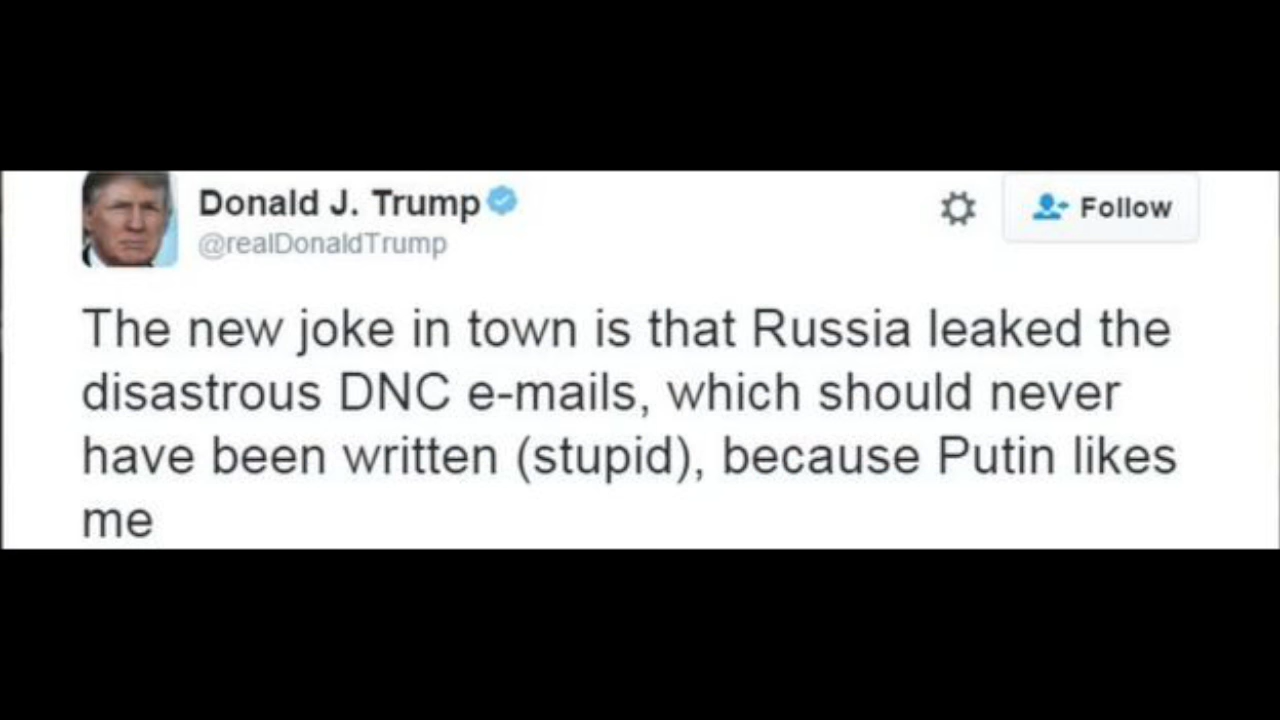 Donald J. Trump
Follow
@realDonaldTrump
The new joke in town is that Russia leaked the
disastrous DNC e-mails, which should never
have been written (stupid), because Putin likes
me